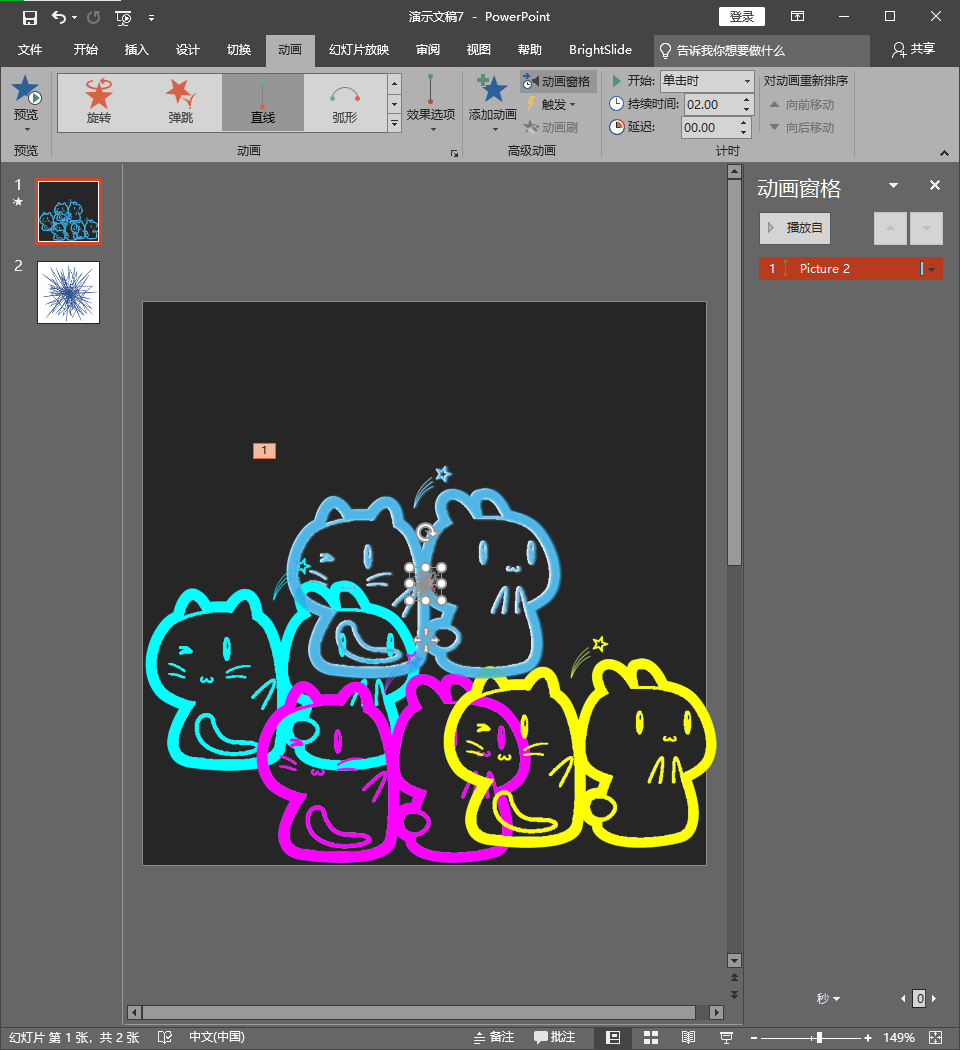 演示文稿7 - PowerPoint
登录
文件 开始 插入 设计 切换 动画 幻灯片放映 审阅 视图 帮助 BrightSlide 告诉我你想要做什么 共享
预览
旋转 弹跳 直线 弧形
效果选项
添加动画
动画窗格
触发
动画刷
开始: 单击时
持续时间: 02.00
延迟: 00.00
对动画重新排序
向前移动
向后移动
预览 动画 高级动画 计时
1
2
1
动画窗格
播放自
1 Picture 2
秒 0
幻灯片 第 1 张，共 2 张 中文(中国) 备注 批注 149%